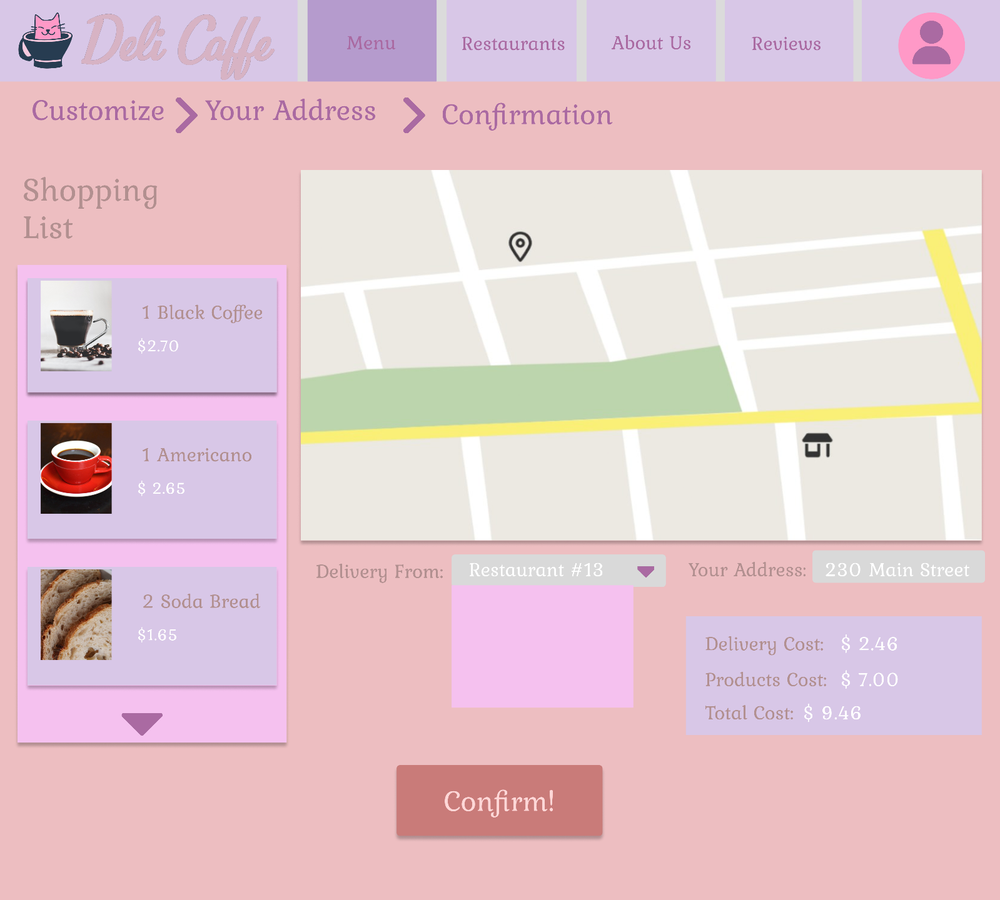 Deli Caffe
Menu
Restaurants
About Us
Reviews
Customize
Your Address
Confirmation
Shopping
List
1 Black Coffee
$2.70
1 Americano
$ 2.65
2 Soda Bread
$1.65
Delivery From: Restaurant #13
Your Address: 230 Main Street
Delivery Cost: $ 2.46
Products Cost: $ 7.00
Total Cost: $ 9.46
Confirm!